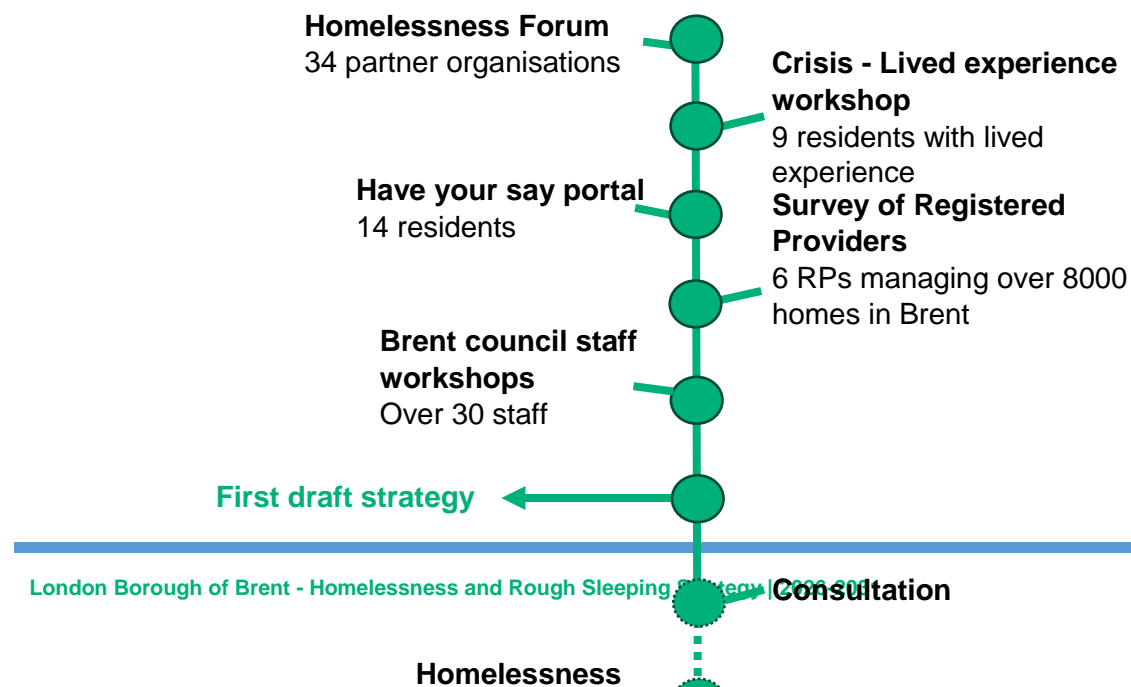 Homelessness Forum
34 partner organisations
Crisis - Lived experience
workshop
9 residents with lived
experience
Have your say portal
14 residents
Survey of Registered
Providers
6 RPs managing over 8000
homes in Brent
Brent council staff
workshops
Over 30 staff
First draft strategy
London Borough of Brent - Homelessness and Rough Sleeping
Consultation
Homelessness